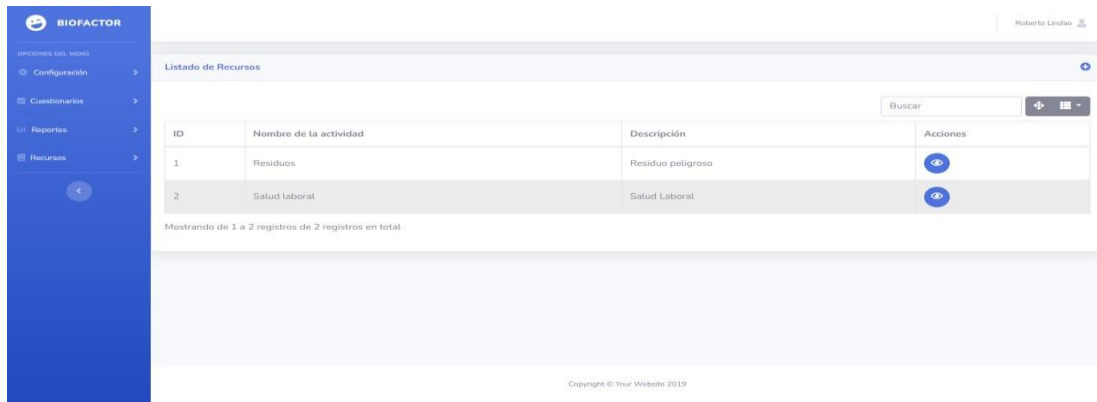 BIOFACTOR
Roberto Lindao
OPCIONES DEL MENÚ
Configuración
Cuestionarios
Reportes
Recursos
Listado de Recursos
Buscar
ID Nombre de la actividad Descripción Acciones
1 Residuos Residuo peligroso
2 Salud laboral Salud Laboral
Mostrando de 1 a 2 registros de 2 registros en total
Copyright © Your Website 2019